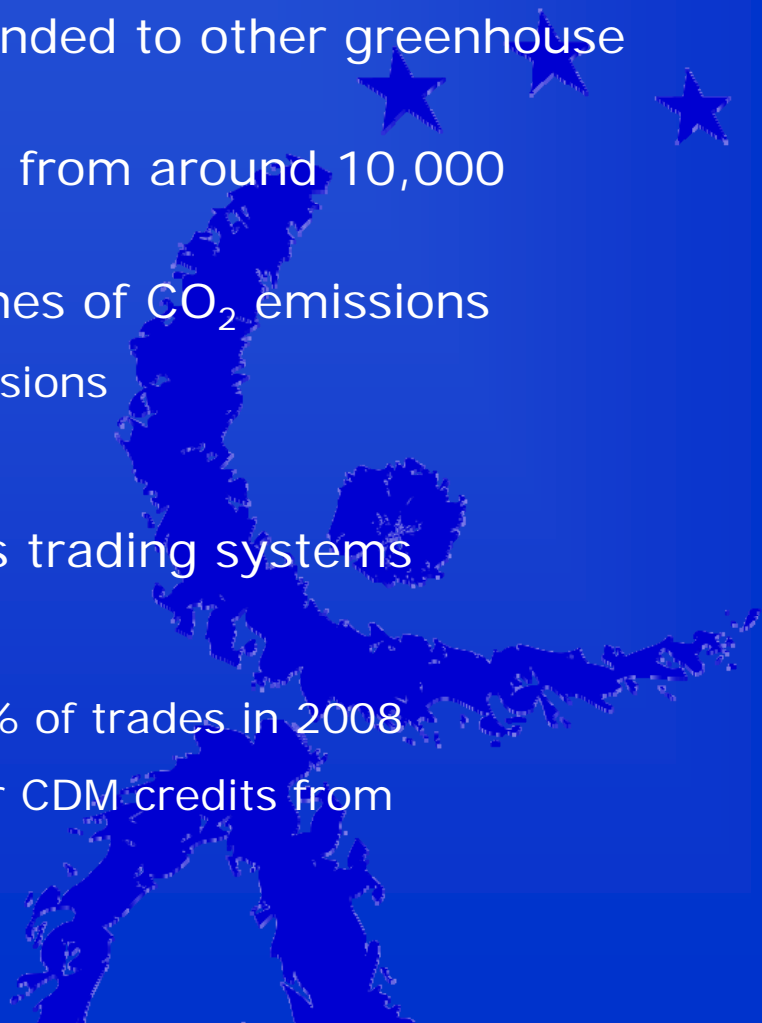 nded to other greenhouse
from around 10,000
nes of CO₂ emissions
sions
s trading systems
% of trades in 2008
r CDM credits from